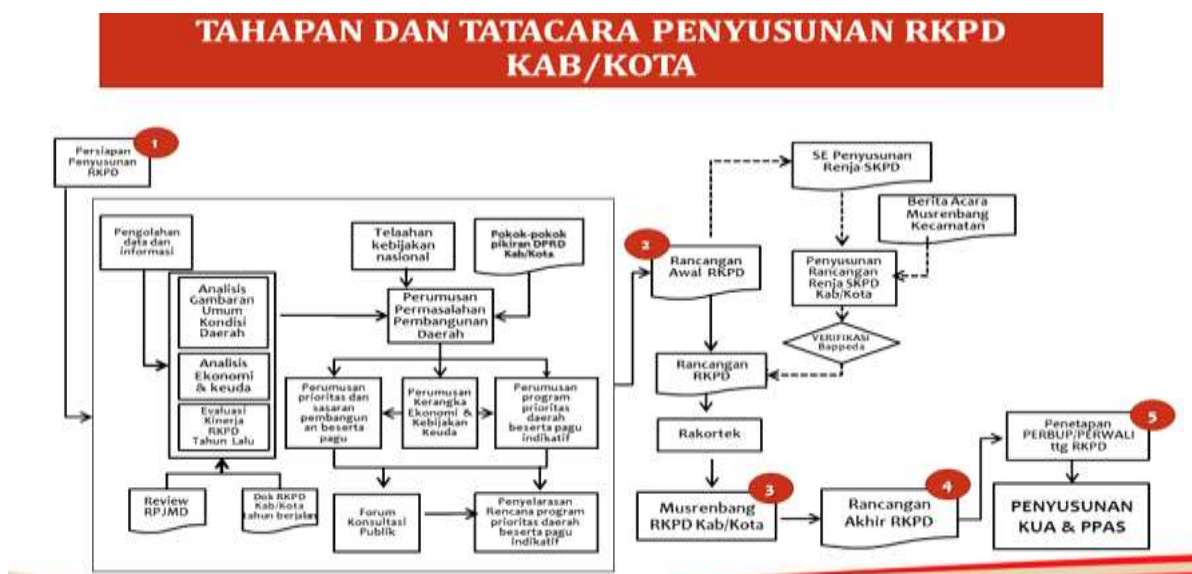 TAHAPAN DAN TATACARA PENYUSUNAN RKPD
KAB/KOTA
1
Persiapan
Penyusunan
RKPD
Pengolahan
data dan
informasi
Analisis
Gambaran
Umum
Kondisi
Daerah
Analisis
Ekonomi
& keuda
Evaluasi
Kinerja
RKPD
Tahun Lalu
Review
RPJMD
Dok RKPD
Kab/Kota
tahun berjalan
Telaahan
kebijakan
nasional
Pokok-pokok
pikiran DPRD
Kab/Kota
Perumusan
Permasalahan
Pembangunan
Daerah
Perumusan
prioritas dan
sasaran
pembangun
an beserta
pagu
Perumusan
Kerangka
Ekonomi &
Kebijakan
Keuda
Perumusan
program
prioritas
daerah
beserta pagu
indikatif
Forum
Konsultasi
Publik
Penyelarasan
Rencana program
prioritas daerah
beserta pagu
indikatif
2
Rancangan
Awal RKPD
SE Penyusunan
Renja-SKPD
Berita Acara
Musrenbang
Kecamatan
Penyusunan
Rancangan
Renja SKPD
Kab/Kota
VERIFIKASI
Bappeda
Rancangan
RKPD
Rakortek
3
Musrenbang
RKPD Kab/Kota
4
Rancangan
Akhir RKPD
5
Penetapan
PERBUP/PERWALI
ttg RKPD
PENYUSUNAN
KUA & PPAS